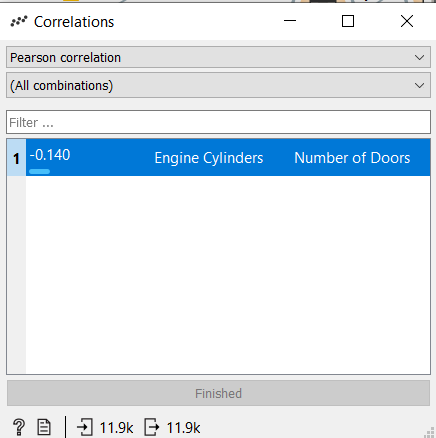 Correlations
Pearson correlation
(All combinations)
Filter ...
1 -0.140 Engine Cylinders Number of Doors
Finished
? 11.9k 11.9k